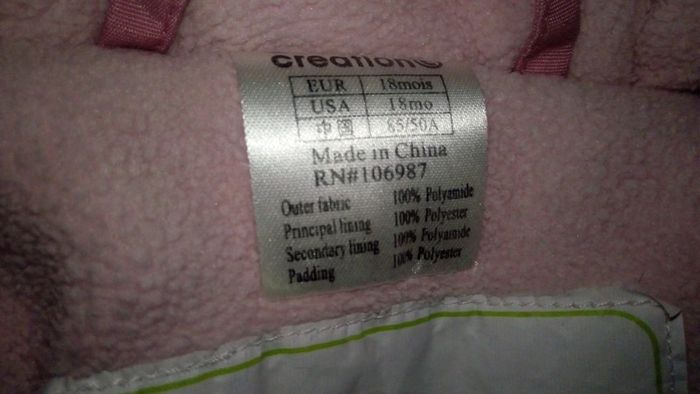 creation
EUR 18mois
USA 18mo
中国 85/50A
Made in China
RN#106987
Outer fabric 100% Polyamide
Principal lining 100% Polyester
Secondary lining 100% Polyamide
Padding 100% Polyester